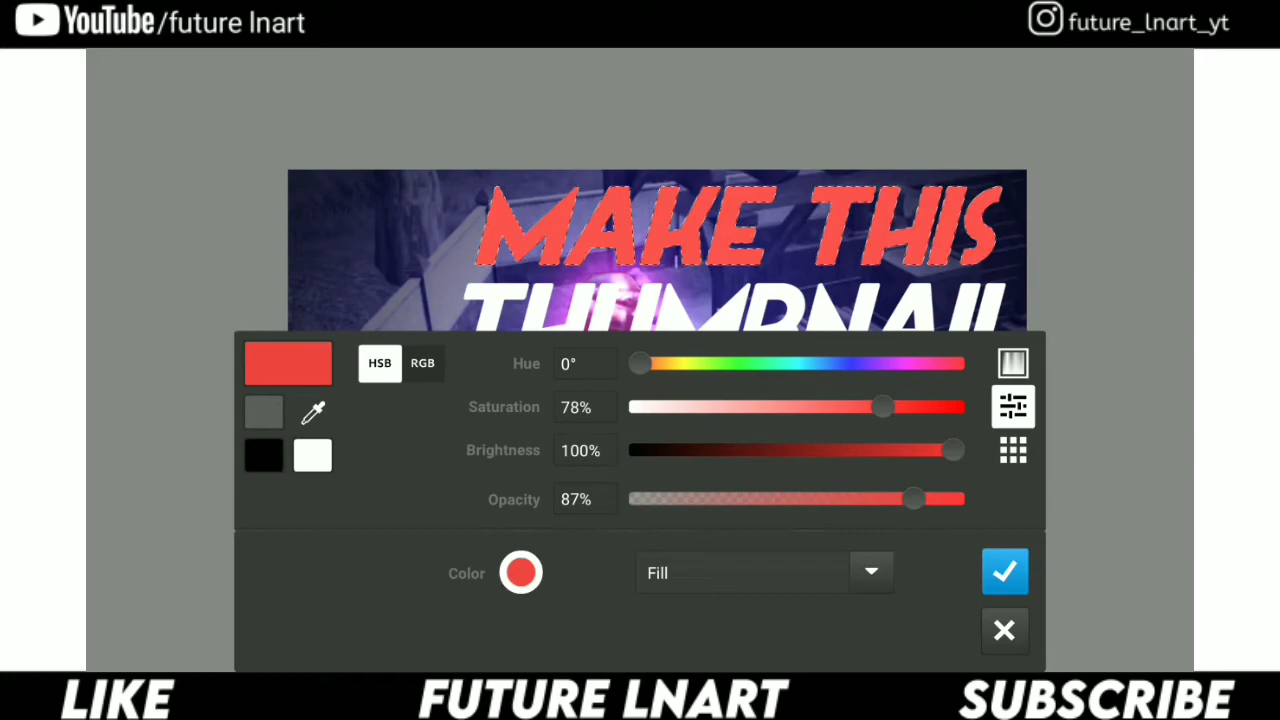 YouTube/future lnart
future_lnart_yt
MAKE THIS
THUMBNAIL
HSB RGB Hue 0°
Saturation 78%
Brightness 100%
Opacity 87%
Color Fill
LIKE FUTURE LNART SUBSCRIBE